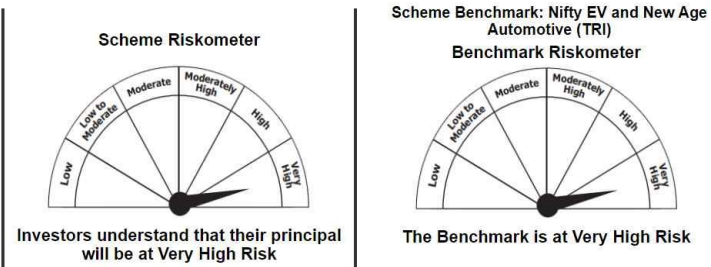 Scheme Riskometer
Low
Low to
Moderate
Moderate
Moderately
High
High
Very
High
Investors understand that their principal
will be at Very High Risk
Scheme Benchmark: Nifty EV and New Age
Automotive (TRI)
Benchmark Riskometer
Low
Low to
Moderate
Moderate
Moderately
High
High
Very
High
The Benchmark is at Very High Risk